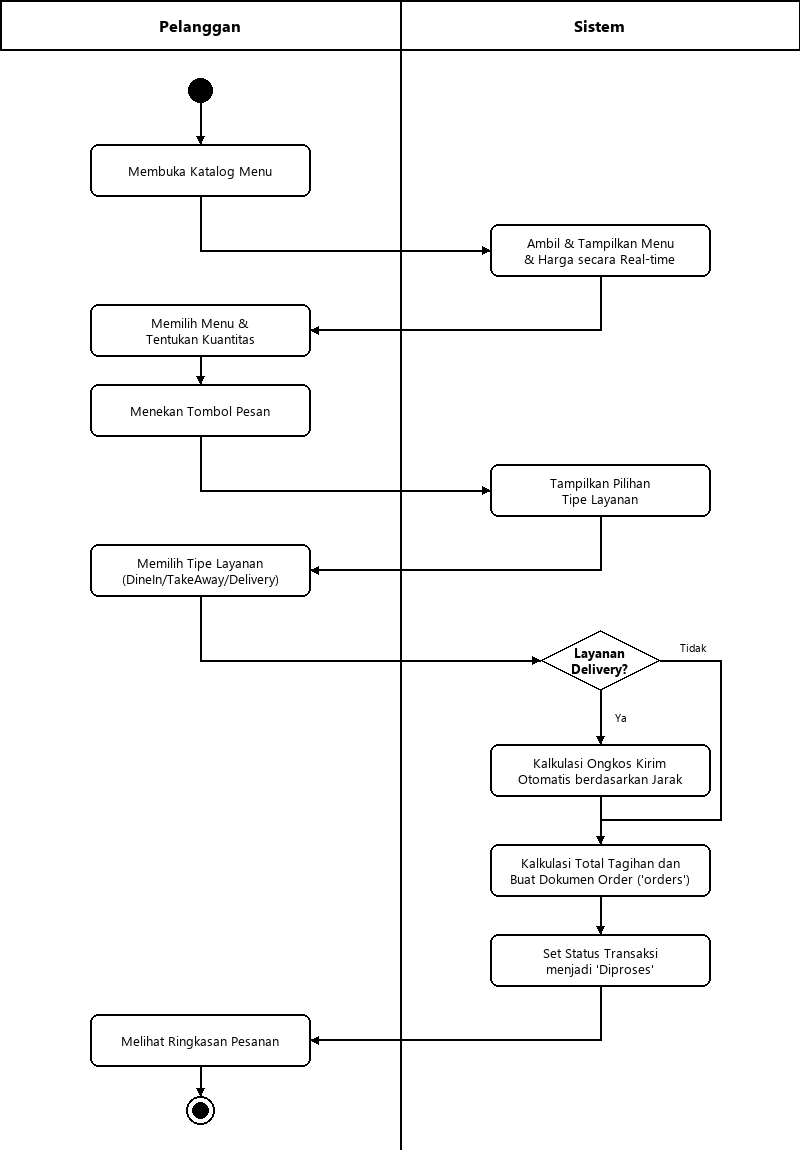 Pelanggan
Sistem
Membuka Katalog Menu
Ambil & Tampilkan Menu
& Harga secara Real-time
Memilih Menu &
Tentukan Kuantitas
Menekan Tombol Pesan
Tampilkan Pilihan
Tipe Layanan
Memilih Tipe Layanan
(DineIn/TakeAway/Delivery)
Layanan
Delivery?
Tidak
Ya
Kalkulasi Ongkos Kirim
Otomatis berdasarkan Jarak
Kalkulasi Total Tagihan dan
Buat Dokumen Order ('orders')
Set Status Transaksi
menjadi 'Diproses'
Melihat Ringkasan Pesanan